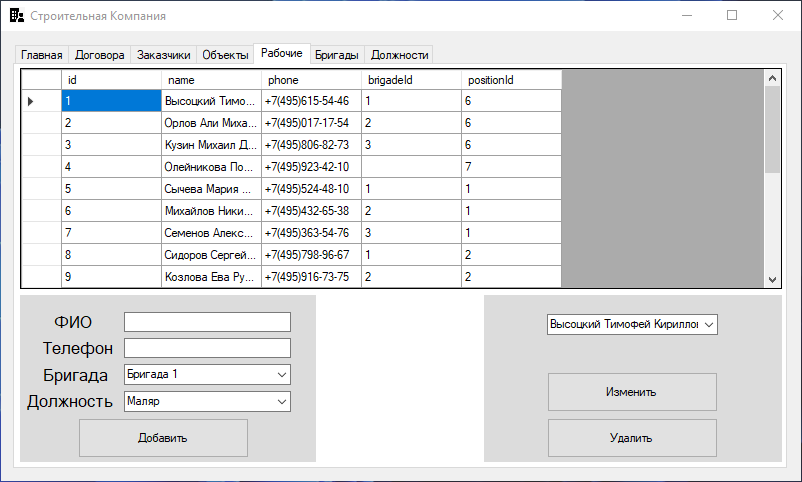 Строительная Компания
Главная Договора Заказчики Объекты Рабочие Бригады Должности
id name phone brigadeId positionId
1 Высоцкий Тимо... +7(495)615-54-46 1 6
2 Орлов Али Миха... +7(495)017-17-54 2 6
3 Кузин Михаил Д... +7(495)806-82-73 3 6
4 Олейникова По... +7(495)923-42-10 7
5 Сычева Мария ... +7(495)524-48-10 1 1
6 Михайлов Ники... +7(495)432-65-38 2 1
7 Семенов Алекс... +7(495)363-54-76 3 1
8 Сидоров Сергей... +7(495)798-96-67 1 2
9 Козлова Ева Ру... +7(495)916-73-75 2 2
ФИО
Телефон
Бригада Бригада 1
Должность Маляр
Добавить
Высоцкий Тимофей Кириллов
Изменить
Удалить